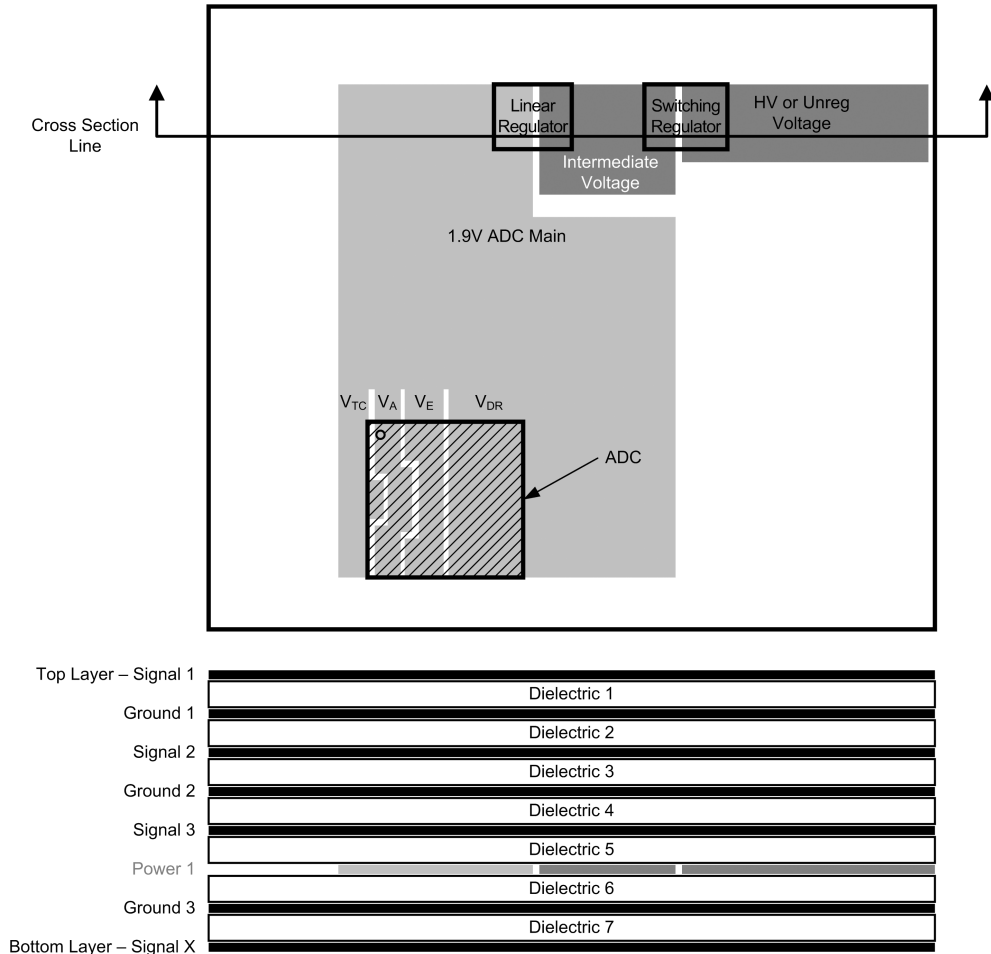 Linear
Regulator
Switching
Regulator
HV or Unreg
Voltage
Cross Section
Line
Intermediate
Voltage
1.9V ADC Main
VTC
VA
VE
VDR
ADC
Top Layer – Signal 1
Dielectric 1
Ground 1
Dielectric 2
Signal 2
Dielectric 3
Ground 2
Dielectric 4
Signal 3
Dielectric 5
Power 1
Dielectric 6
Ground 3
Dielectric 7
Bottom Layer – Signal X